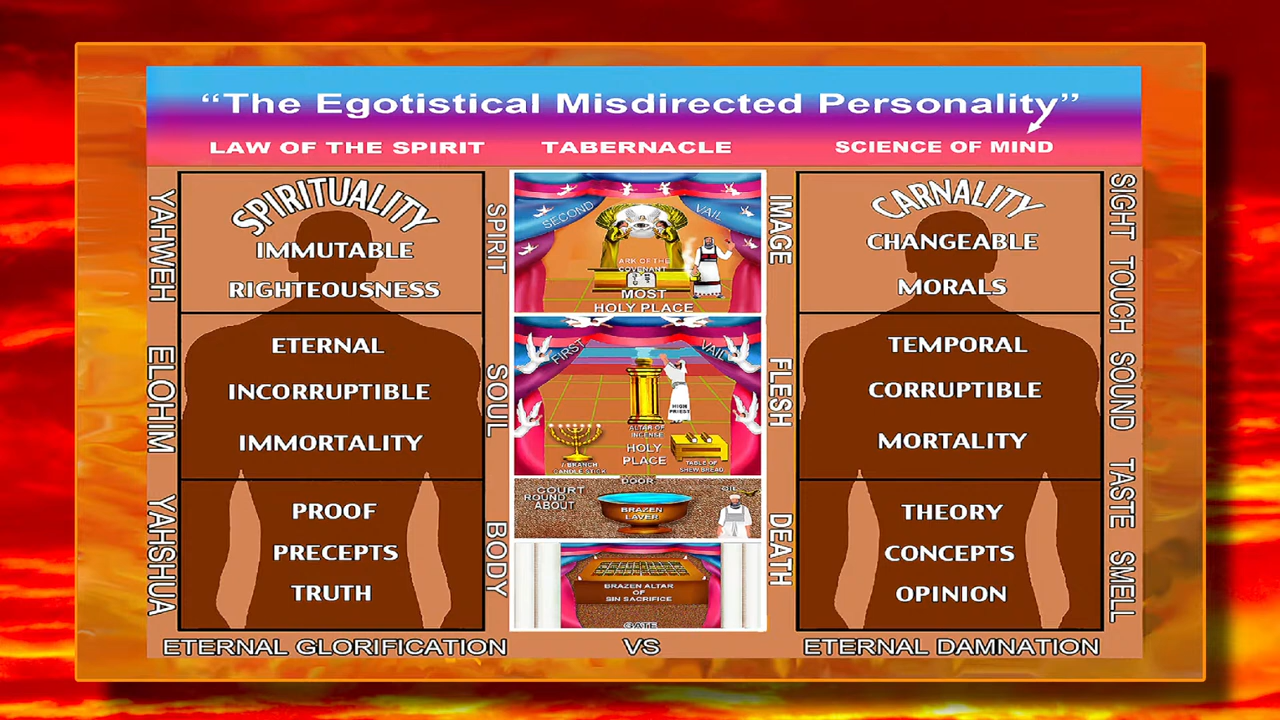 “The Egotistical Misdirected Personality”
LAW OF THE SPIRIT
TABERNACLE
SCIENCE OF MIND
YAHWEH
ELOHIM
YAHSHUA
SPIRITUALITY
IMMUTABLE
RIGHTEOUSNESS
ETERNAL
INCORRUPTIBLE
IMMORTALITY
PROOF
PRECEPTS
TRUTH
SPIRIT
SOUL
BODY
SECOND VAIL
ARK OF THE
COVENANT
MOST
HOLY PLACE
FIRST VAIL
HIGH
PRIEST
ALTAR OF
INCENSE
HOLY
PLACE
7 BRANCH
CANDLE STICK
TABLE OF
SHEW BREAD
DOOR
COURT
ROUND
ABOUT
BRAZEN
LAVER
BRAZEN ALTAR
OF
SIN SACRIFICE
GATE
IMAGE
FLESH
DEATH
CARNALITY
CHANGEABLE
MORALS
TEMPORAL
CORRUPTIBLE
MORTALITY
THEORY
CONCEPTS
OPINION
SIGHT
TOUCH
SOUND
TASTE
SMELL
ETERNAL GLORIFICATION
VS
ETERNAL DAMNATION